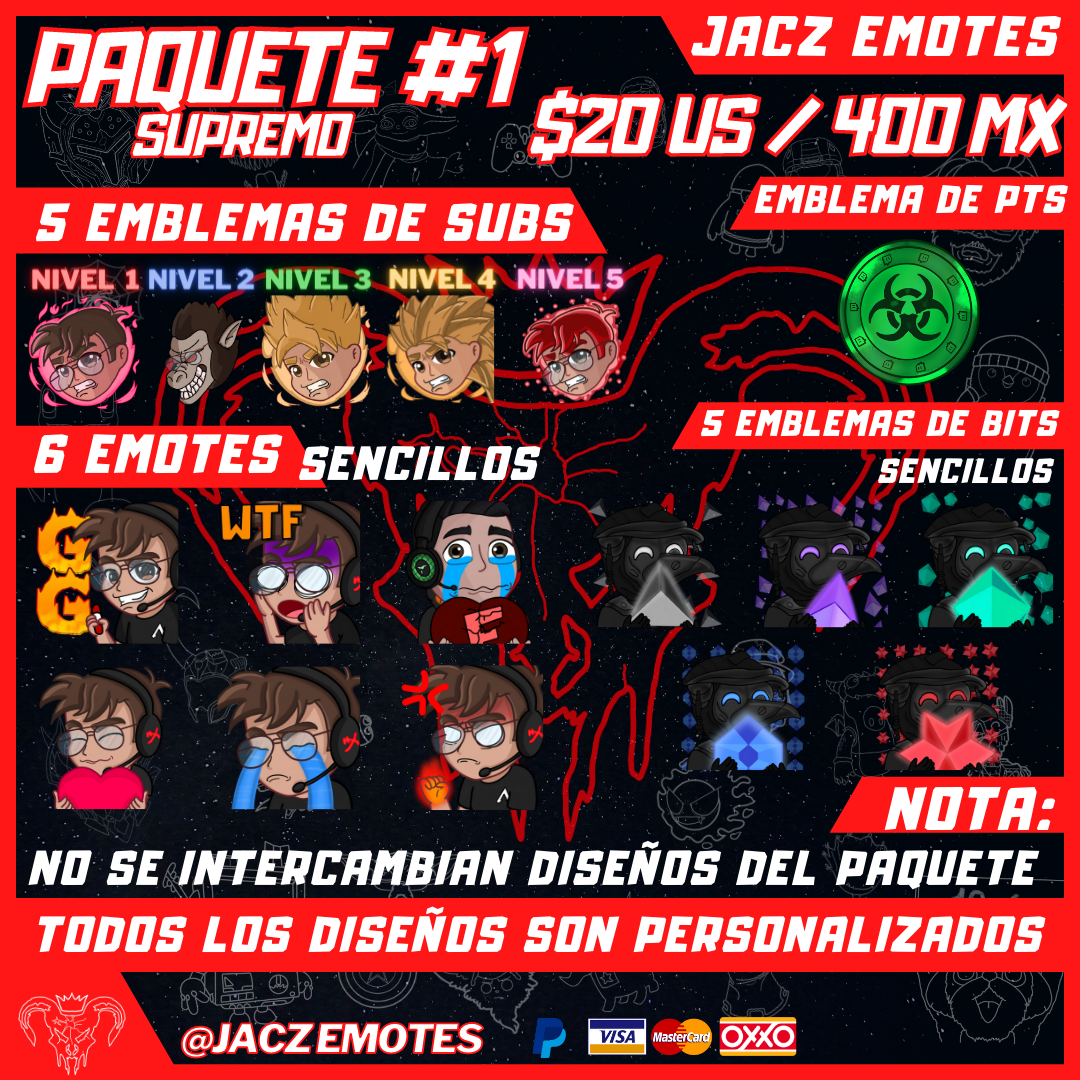 PAQUETE #1
SUPREMO
JACZ EMOTES
$20 US / 400 MX
5 EMBLEMAS DE SUBS
EMBLEMA DE PTS
NIVEL 1 NIVEL 2 NIVEL 3 NIVEL 4 NIVEL 5
6 EMOTES SENCILLOS
5 EMBLEMAS DE BITS
SENCILLOS
GG
WTF
F
NOTA:
NO SE INTERCAMBIAN DISEÑOS DEL PAQUETE
TODOS LOS DISEÑOS SON PERSONALIZADOS
@JACZ EMOTES
VISA
MasterCard
OXXO